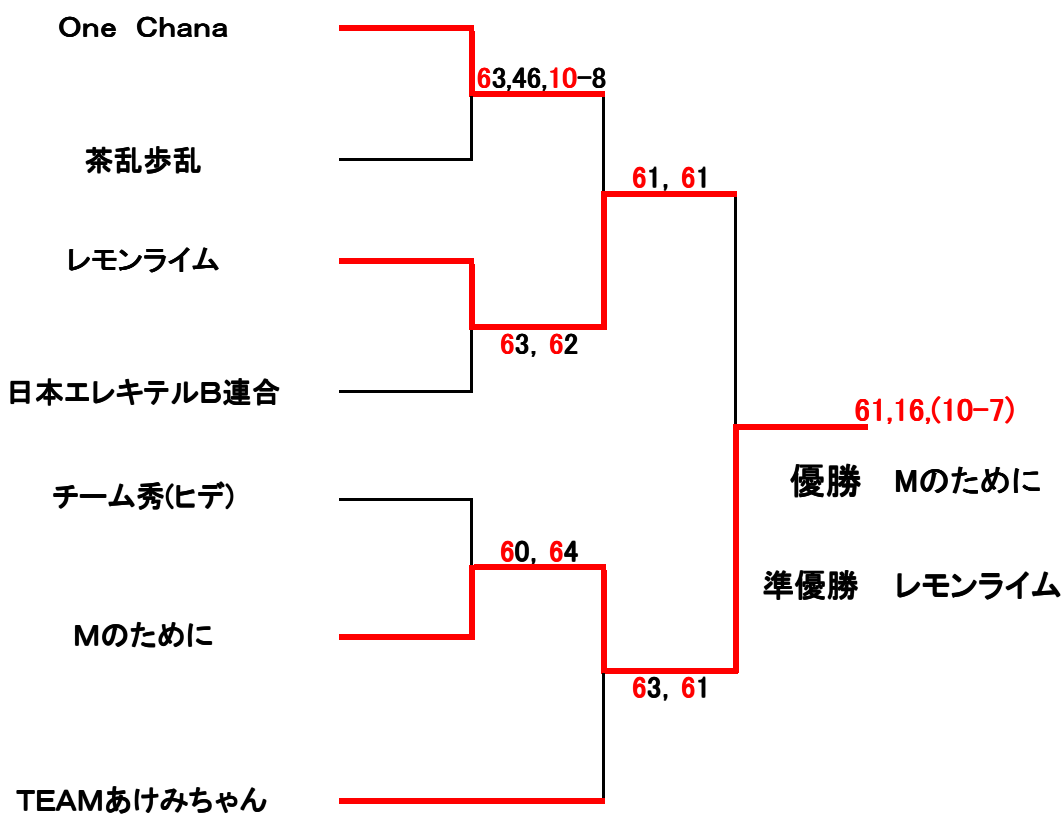 One Chana
63,46,10-8
茶乱歩乱
61, 61
レモンライム
63, 62
日本エレキテルB連合
61,16,(10-7)
優勝 Mのために
チーム秀(ヒデ)
60, 64
準優勝 レモンライム
Mのために
63, 61
TEAMあけみちゃん